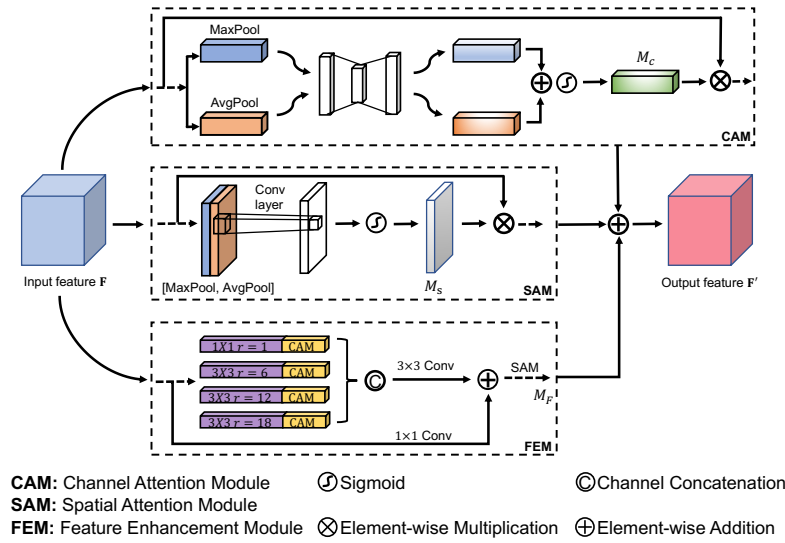 MaxPool
AvgPool
M_c
CAM
Input feature F
Conv
layer
[MaxPool, AvgPool]
M_s
SAM
Output feature F′
1X1 r = 1 CAM
3X3 r = 6 CAM
3X3 r = 12 CAM
3X3 r = 18 CAM
C
3×3 Conv
1×1 Conv
SAM
M_F
FEM
CAM: Channel Attention Module
Sigmoid
C Channel Concatenation
SAM: Spatial Attention Module
FEM: Feature Enhancement Module
Element-wise Multiplication
Element-wise Addition